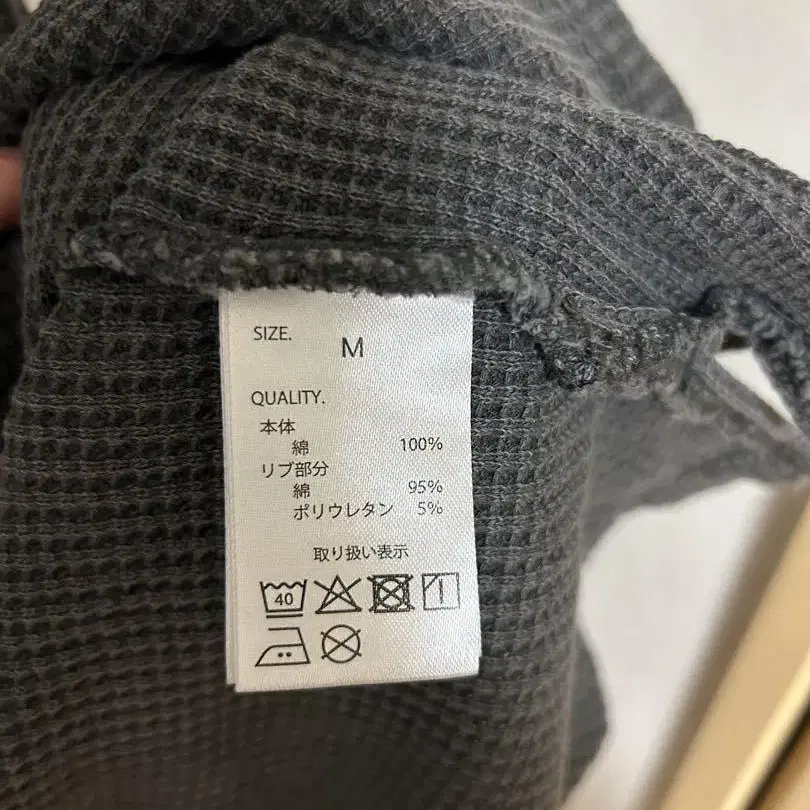 SIZE.
M
QUALITY.
本体
綿 100%
リブ部分
綿 95%
ポリウレタン 5%
取り扱い表示
40